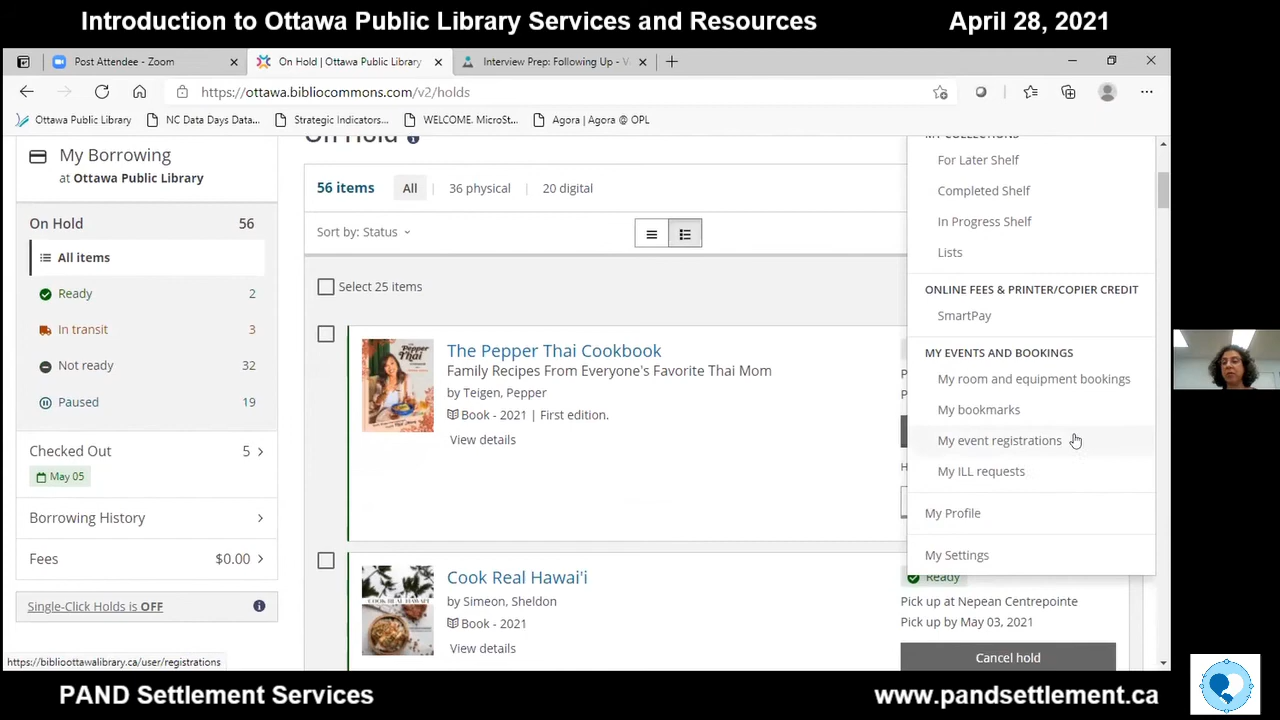 Introduction to Ottawa Public Library Services and Resources
April 28, 2021
Post Attendee - Zoom
On Hold | Ottawa Public Library
Interview Prep: Following Up - V
https://ottawa.bibliocommons.com/v2/holds
Ottawa Public Library
NC Data Days Data...
Strategic Indicators...
WELCOME. MicroSt...
Agora | Agora @ OPL
My Borrowing
at Ottawa Public Library
On Hold 56
All items
Ready 2
In transit 3
Not ready 32
Paused 19
Checked Out 5
May 05
Borrowing History
Fees $0.00
Single-Click Holds is OFF
https://biblioottawalibrary.ca/user/registrations
On Hold
56 items
All
36 physical
20 digital
Sort by: Status
Select 25 items
The Pepper Thai Cookbook
Family Recipes From Everyone's Favorite Thai Mom
by Teigen, Pepper
Book - 2021 | First edition.
View details
Cook Real Hawai'i
by Simeon, Sheldon
Book - 2021
View details
MY COLLECTIONS
For Later Shelf
Completed Shelf
In Progress Shelf
Lists
ONLINE FEES & PRINTER/COPIER CREDIT
SmartPay
MY EVENTS AND BOOKINGS
My room and equipment bookings
My bookmarks
My event registrations
My ILL requests
My Profile
My Settings
Ready
Pick up at Nepean Centrepointe
Pick up by May 03, 2021
Cancel hold
PAND Settlement Services
www.pandsettlement.ca